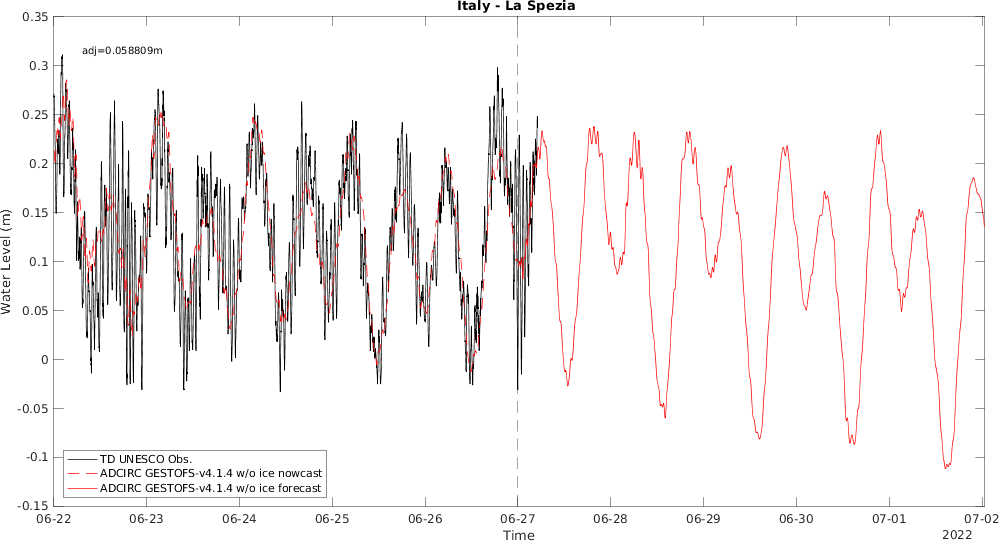 Italy - La Spezia
adj=0.058809m
Water Level (m)
0.35
0.3
0.25
0.2
0.15
0.1
0.05
0
-0.05
-0.1
-0.15
TD UNESCO Obs.
ADCIRC GESTOFS-v4.1.4 w/o ice nowcast
ADCIRC GESTOFS-v4.1.4 w/o ice forecast
06-22 06-23 06-24 06-25 06-26 06-27 06-28 06-29 06-30 07-01 07-02
Time
2022